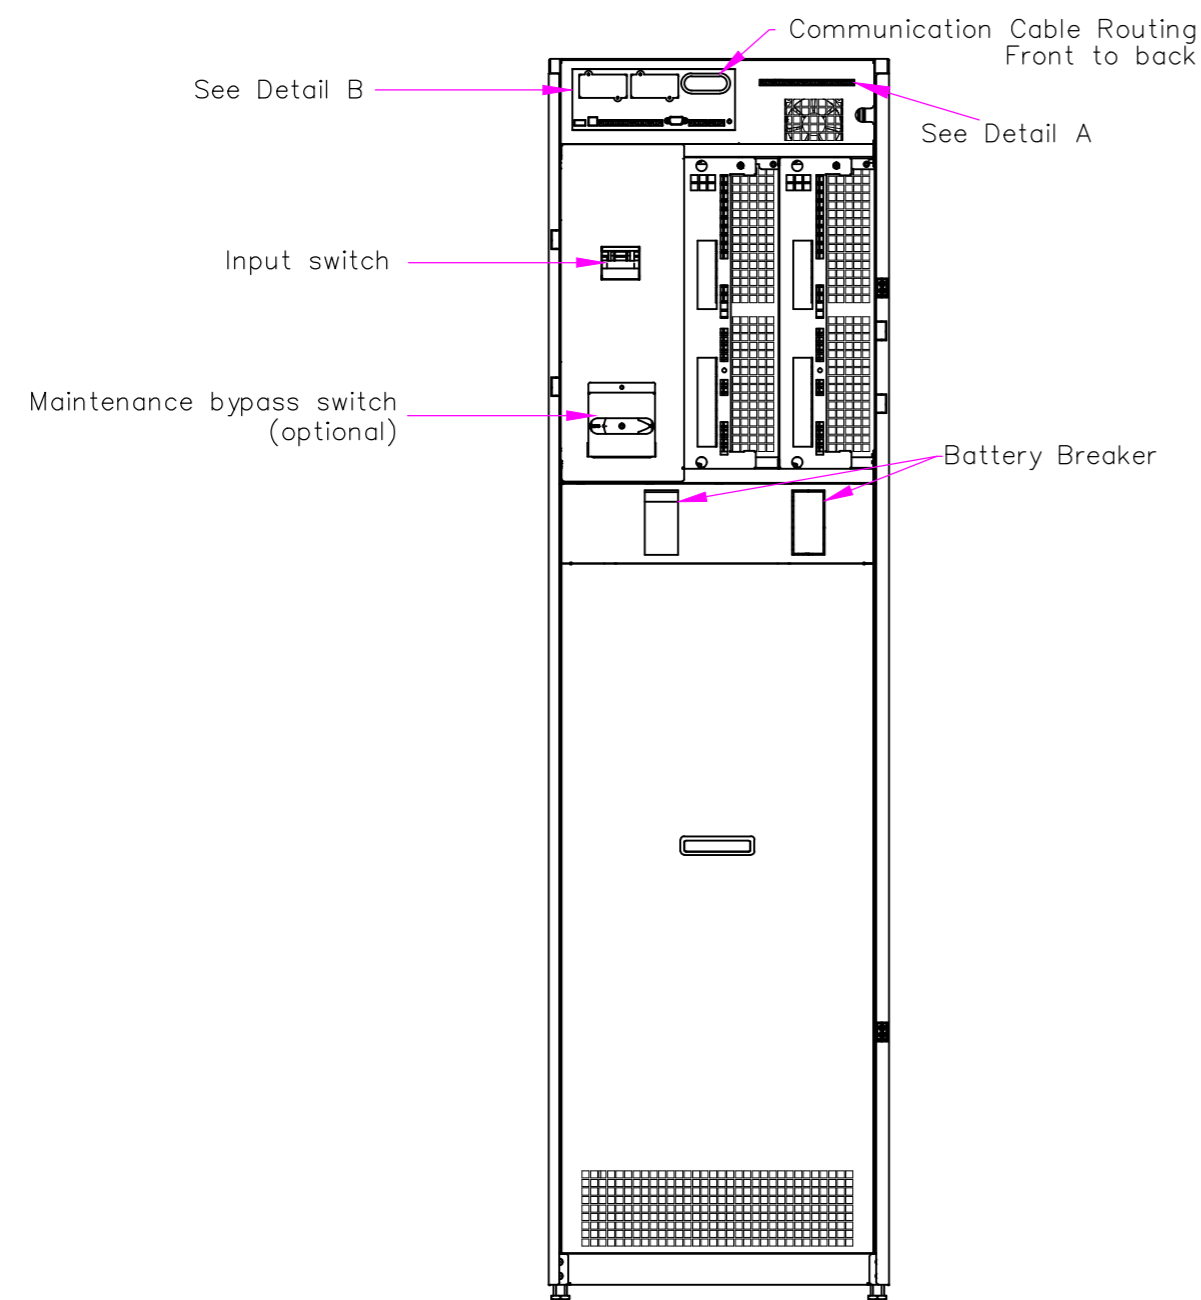 Communication Cable Routing
Front to back
See Detail B
See Detail A
Input switch
Maintenance bypass switch
(optional)
Battery Breaker